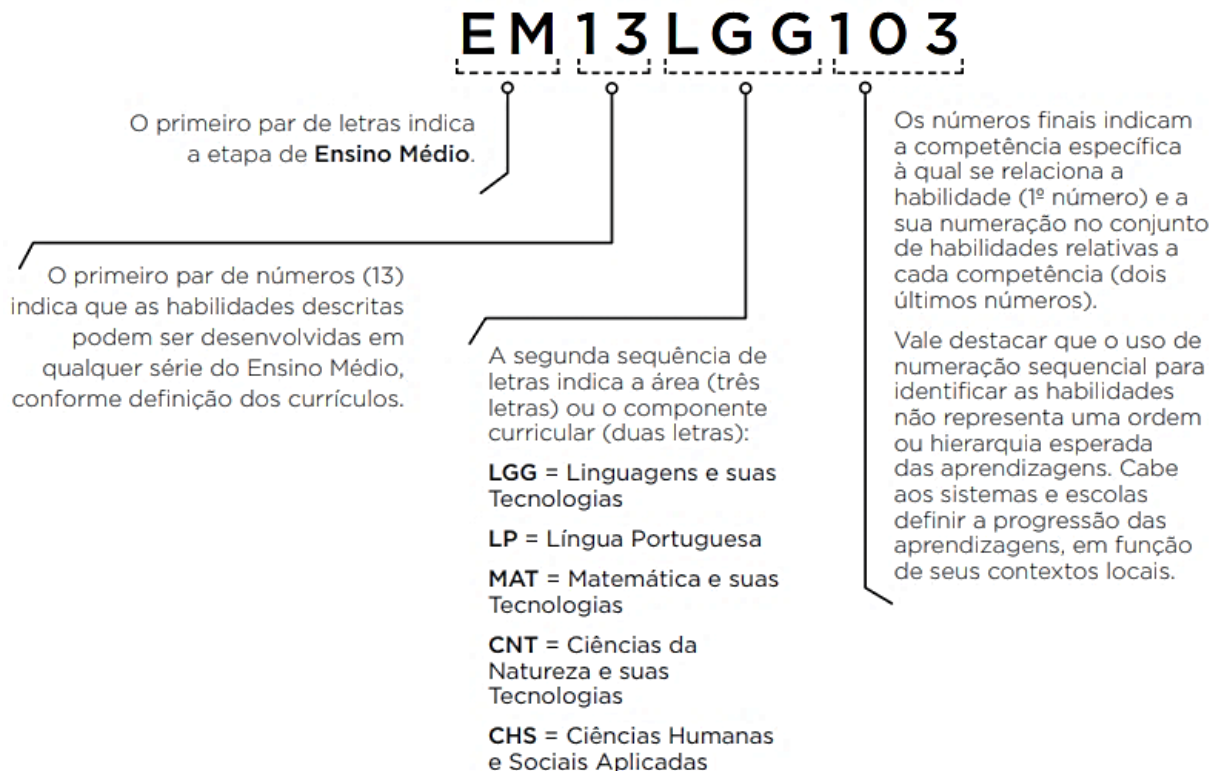 EM13LGG103
O primeiro par de letras indica
a etapa de Ensino Médio.
O primeiro par de números (13)
indica que as habilidades descritas
podem ser desenvolvidas em
qualquer série do Ensino Médio,
conforme definição dos currículos.
A segunda sequência de
letras indica a área (três
letras) ou o componente
curricular (duas letras):
LGG = Linguagens e suas
Tecnologias
LP = Língua Portuguesa
MAT = Matemática e suas
Tecnologias
CNT = Ciências da
Natureza e suas
Tecnologias
CHS = Ciências Humanas
e Sociais Aplicadas
Os números finais indicam
a competência específica
à qual se relaciona a
habilidade (1º número) e a
sua numeração no conjunto
de habilidades relativas a
cada competência (dois
últimos números).
Vale destacar que o uso de
numeração sequencial para
identificar as habilidades
não representa uma ordem
ou hierarquia esperada
das aprendizagens. Cabe
aos sistemas e escolas
definir a progressão das
aprendizagens, em função
de seus contextos locais.